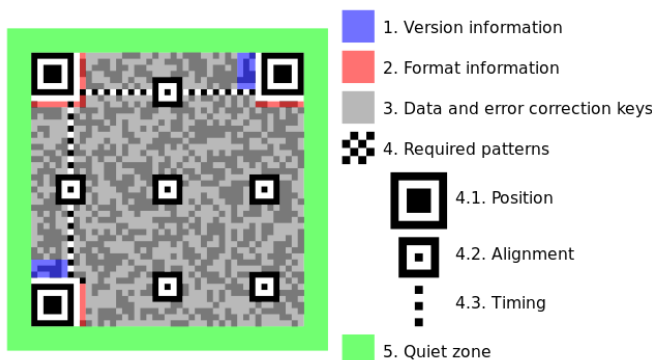 1. Version information
2. Format information
3. Data and error correction keys
4. Required patterns
4.1. Position
4.2. Alignment
4.3. Timing
5. Quiet zone